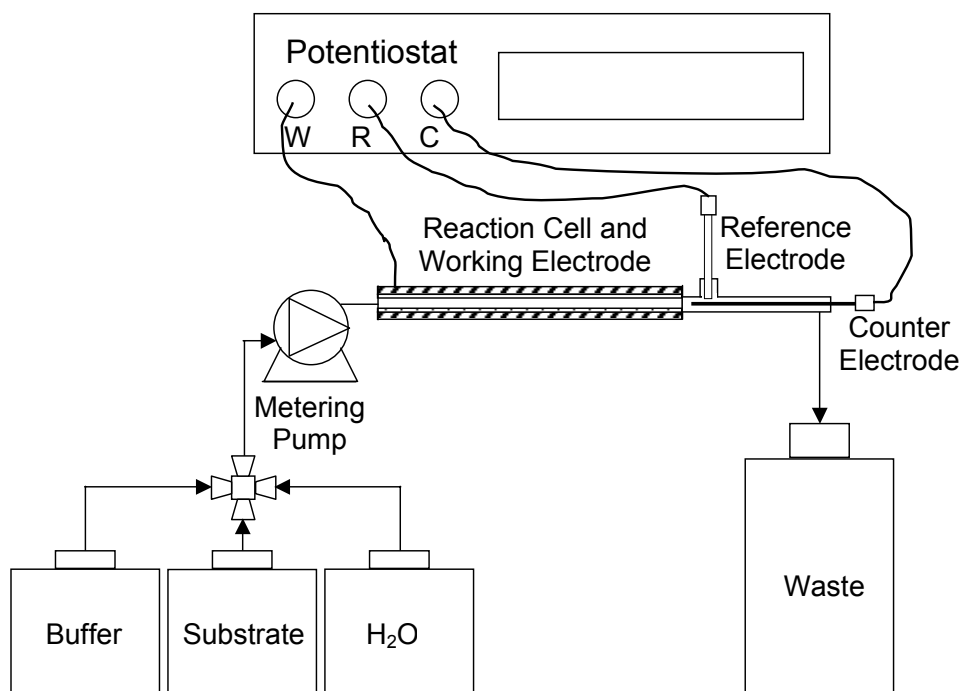 Potentiostat
W R C
Reaction Cell and
Working Electrode
Reference
Electrode
Counter
Electrode
Metering
Pump
Buffer
Substrate
H₂O
Waste